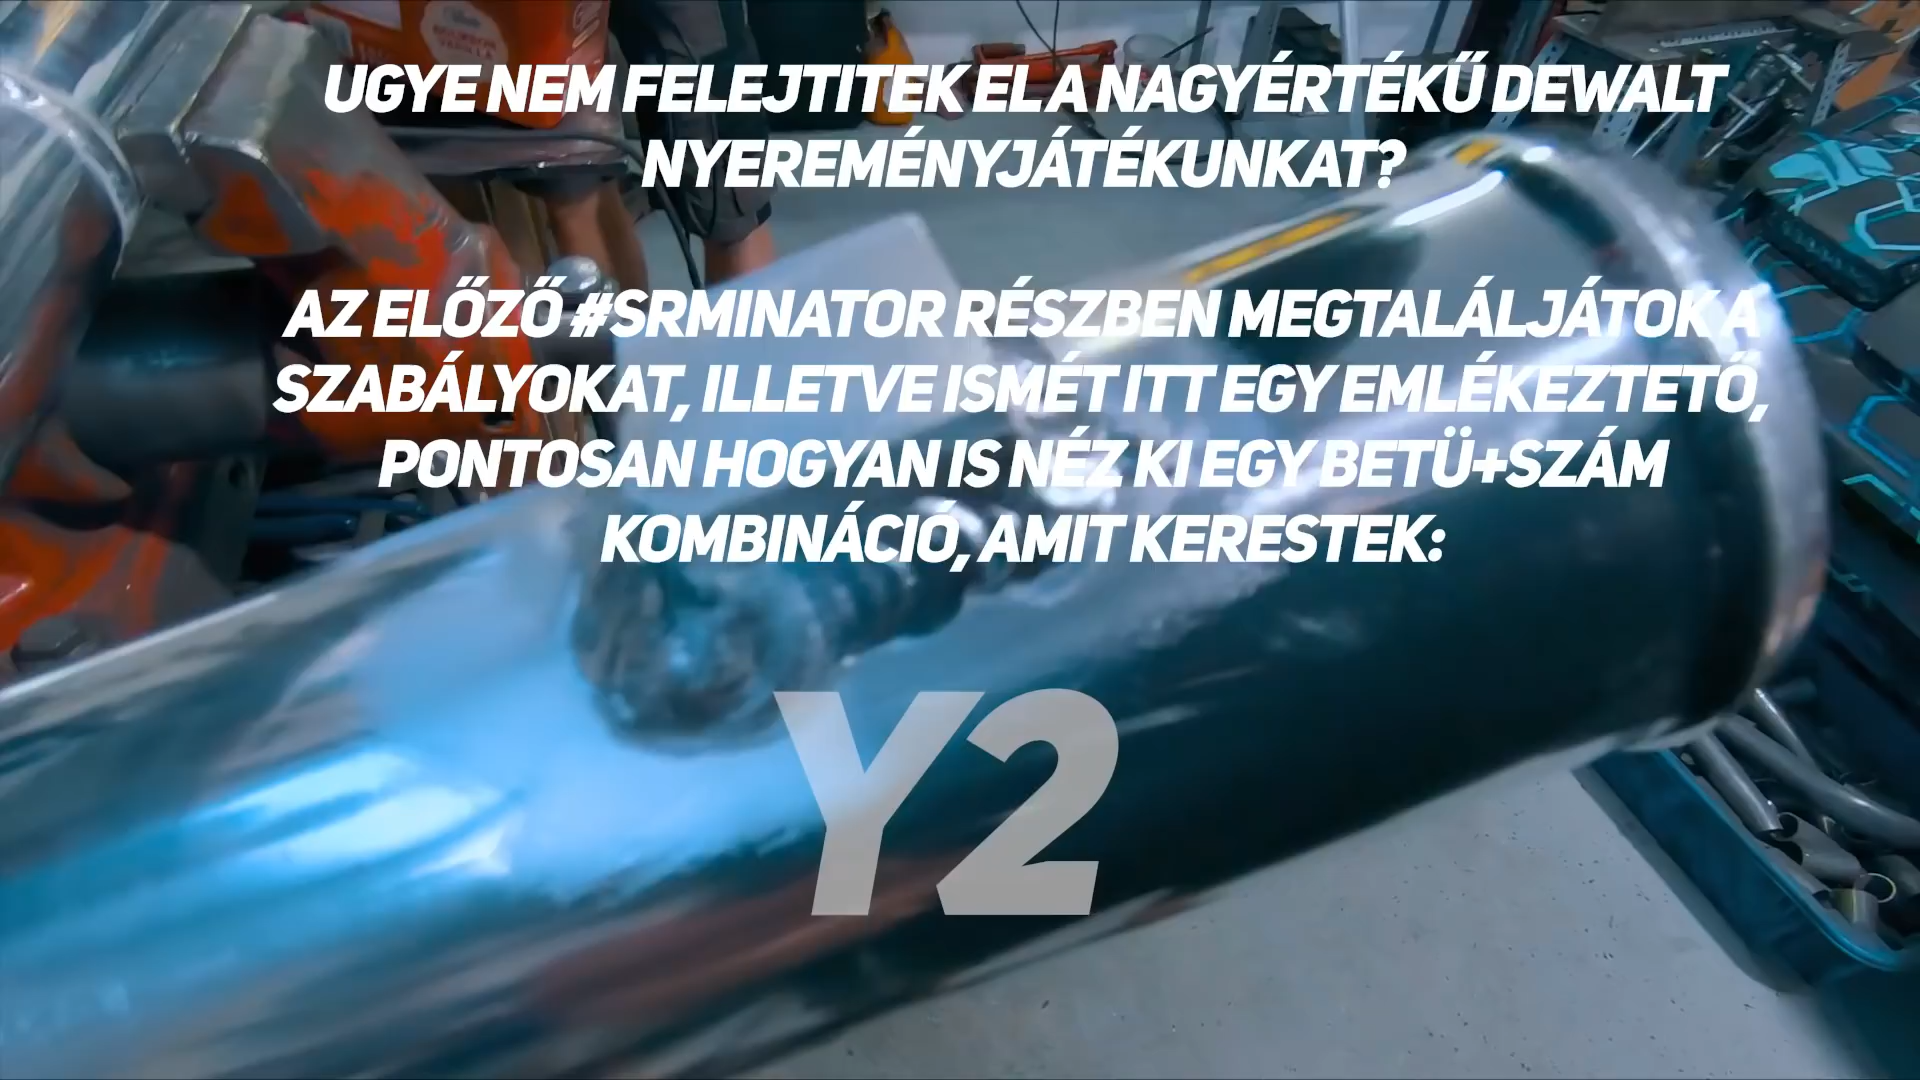 UGYE NEM FELEJTITEK EL A NAGYÉRTÉKŰ DEWALT
NYEREMÉNYJÁTÉKUNKAT?
AZ ELŐZŐ #SRMINATOR RÉSZBEN MEGTALÁLJÁTOK A
SZABÁLYOKAT, ILLETVE ISMÉT ITT EGY EMLÉKEZTETŐ,
PONTOSAN HOGYAN IS NÉZ KI EGY BETÜ+SZÁM
KOMBINÁCIÓ, AMIT KERESTEK:
Y2